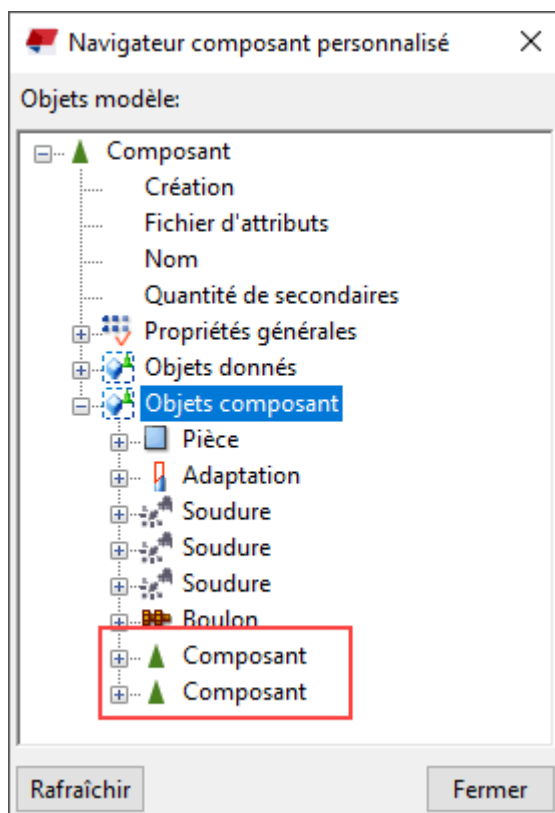 Navigateur composant personnalisé
Objets modèle:
Composant
Création
Fichier d'attributs
Nom
Quantité de secondaires
Propriétés générales
Objets donnés
Objets composant
Pièce
Adaptation
Soudure
Soudure
Soudure
Boulon
Composant
Composant
Rafraîchir Fermer